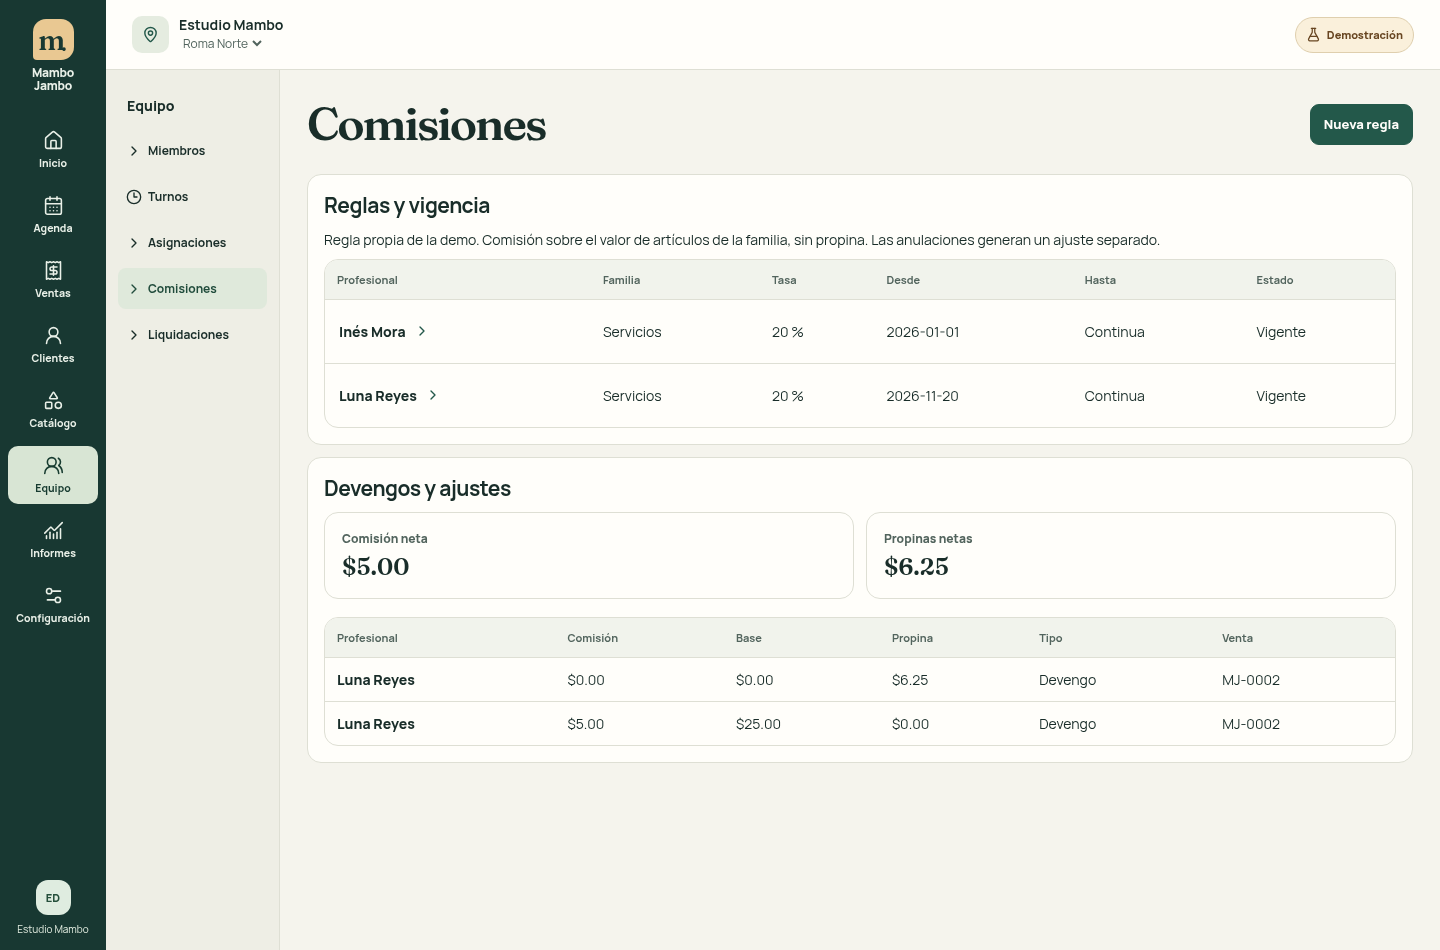 m.
Mambo
Jambo
Inicio
Agenda
Ventas
Clientes
Catálogo
Equipo
Informes
Configuración
ED
Estudio Mambo
Estudio Mambo
Roma Norte
Demostración
Equipo
Miembros
Turnos
Asignaciones
Comisiones
Liquidaciones
Comisiones
Nueva regla
Reglas y vigencia
Regla propia de la demo. Comisión sobre el valor de artículos de la familia, sin propina. Las anulaciones generan un ajuste separado.
Profesional Familia Tasa Desde Hasta Estado
Inés Mora Servicios 20 % 2026-01-01 Continua Vigente
Luna Reyes Servicios 20 % 2026-11-20 Continua Vigente
Devengos y ajustes
Comisión neta
$5.00
Propinas netas
$6.25
Profesional Comisión Base Propina Tipo Venta
Luna Reyes $0.00 $0.00 $6.25 Devengo MJ-0002
Luna Reyes $5.00 $25.00 $0.00 Devengo MJ-0002